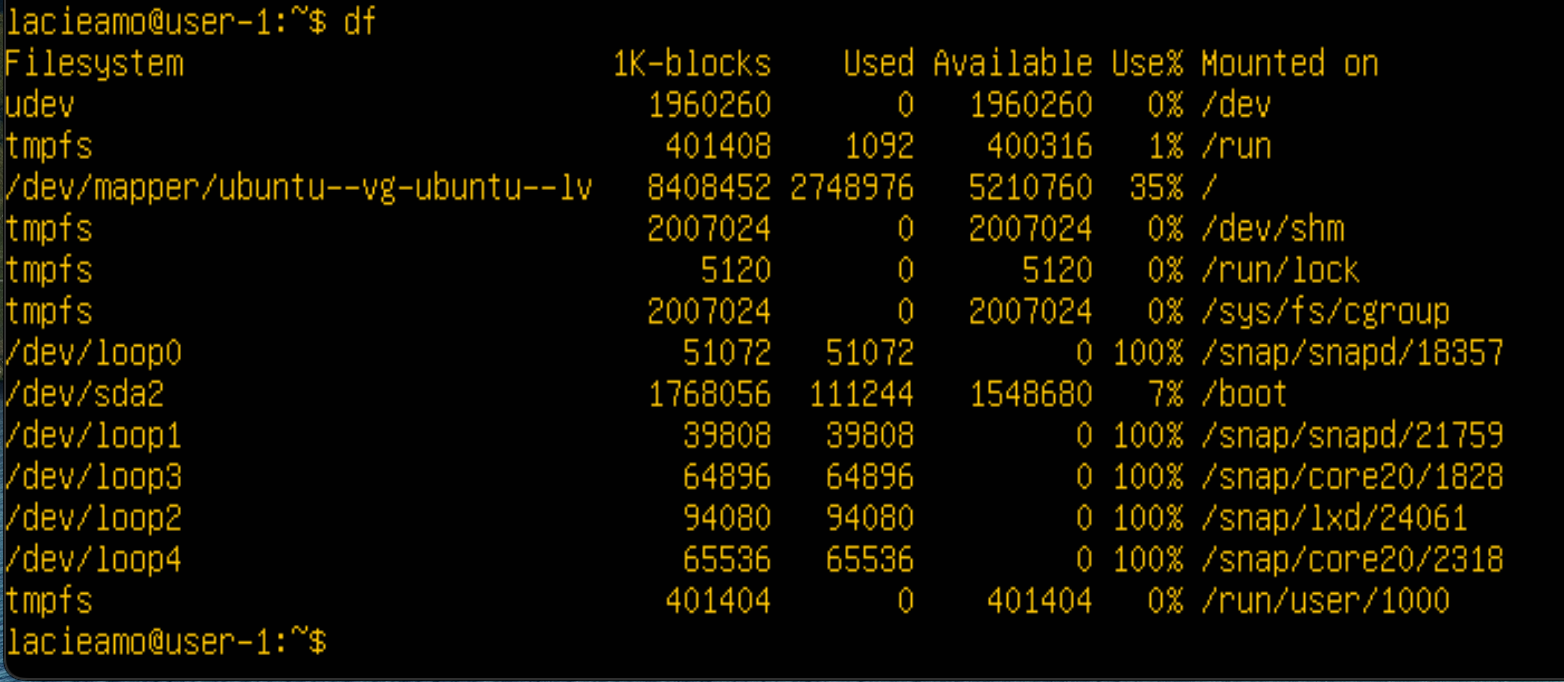 lacieamo@user-1:~$ df
Filesystem                        1K-blocks    Used Available Use% Mounted on
udev                                1960260       0   1960260   0% /dev
tmpfs                                401408    1092    400316   1% /run
/dev/mapper/ubuntu--vg-ubuntu--lv   8408452 2748976   5210760  35% /
tmpfs                               2007024       0   2007024   0% /dev/shm
tmpfs                                  5120       0      5120   0% /run/lock
tmpfs                               2007024       0   2007024   0% /sys/fs/cgroup
/dev/loop0                            51072   51072         0 100% /snap/snapd/18357
/dev/sda2                           1768056  111244   1548680   7% /boot
/dev/loop1                            39808   39808         0 100% /snap/snapd/21759
/dev/loop3                            64896   64896         0 100% /snap/core20/1828
/dev/loop2                            94080   94080         0 100% /snap/lxd/24061
/dev/loop4                            65536   65536         0 100% /snap/core20/2318
tmpfs                                401404       0    401404   0% /run/user/1000
lacieamo@user-1:~$